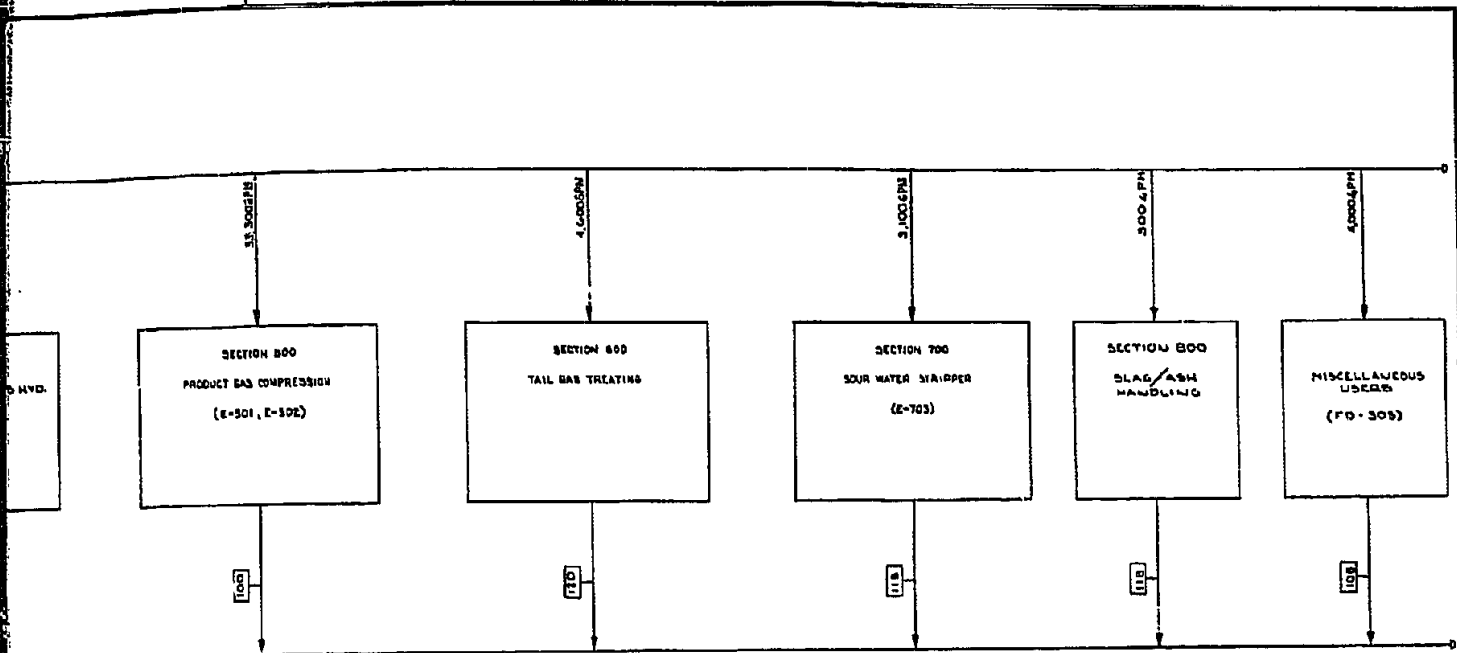 33,300GPM
4,600GPM
3,100GPM
300GPM
4,000GPM
SECTION 500
PRODUCT GAS COMPRESSION
(E-501, E-502)
SECTION 600
TAIL GAS TREATING
SECTION 700
SOUR WATER STRIPPER
(E-703)
SECTION 800
SLAG/ASH
HANDLING
MISCELLANEOUS
USERS
(FD-305)
HYD.
100
120
118
118